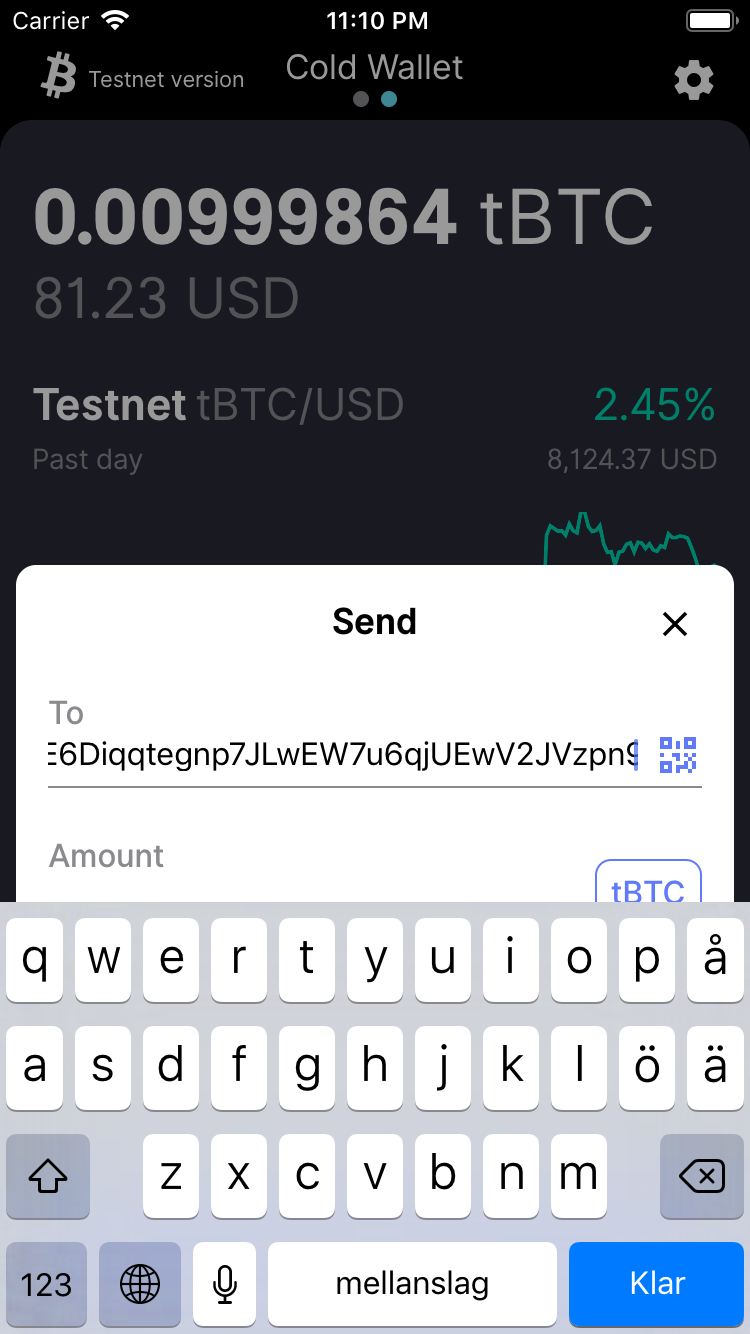 Carrier 11:10 PM
Testnet version Cold Wallet
0.00999864 tBTC
81.23 USD
Testnet tBTC/USD 2.45%
Past day 8,124.37 USD
Send
To
E6Diqqtegnp7JLwEW7u6qjUEwV2JVzpn9
Amount
tBTC
q w e r t y u i o p å
a s d f g h j k l ö ä
z x c v b n m
123 mellanslag Klar